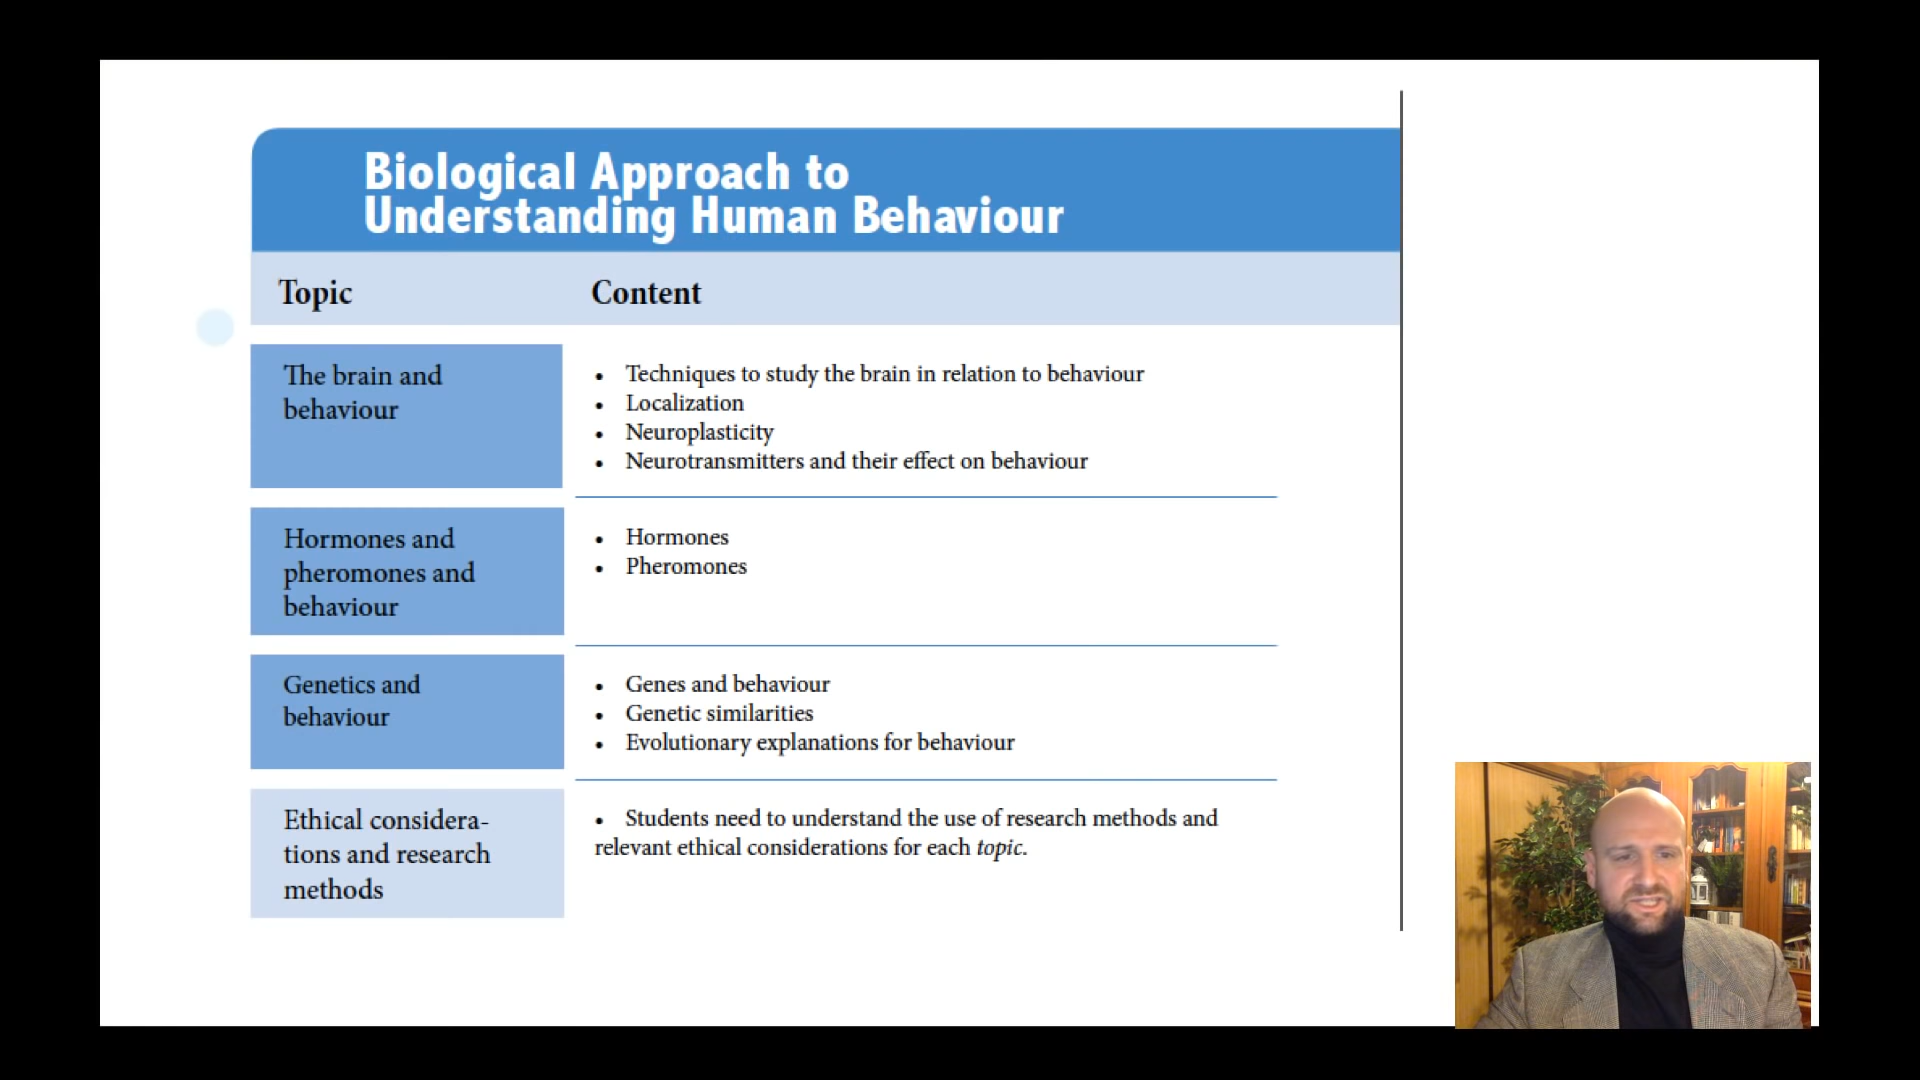 Biological Approach to
Understanding Human Behaviour
Topic
Content
The brain and
behaviour
• Techniques to study the brain in relation to behaviour
• Localization
• Neuroplasticity
• Neurotransmitters and their effect on behaviour
Hormones and
pheromones and
behaviour
• Hormones
• Pheromones
Genetics and
behaviour
• Genes and behaviour
• Genetic similarities
• Evolutionary explanations for behaviour
Ethical considera-
tions and research
methods
• Students need to understand the use of research methods and
relevant ethical considerations for each topic.